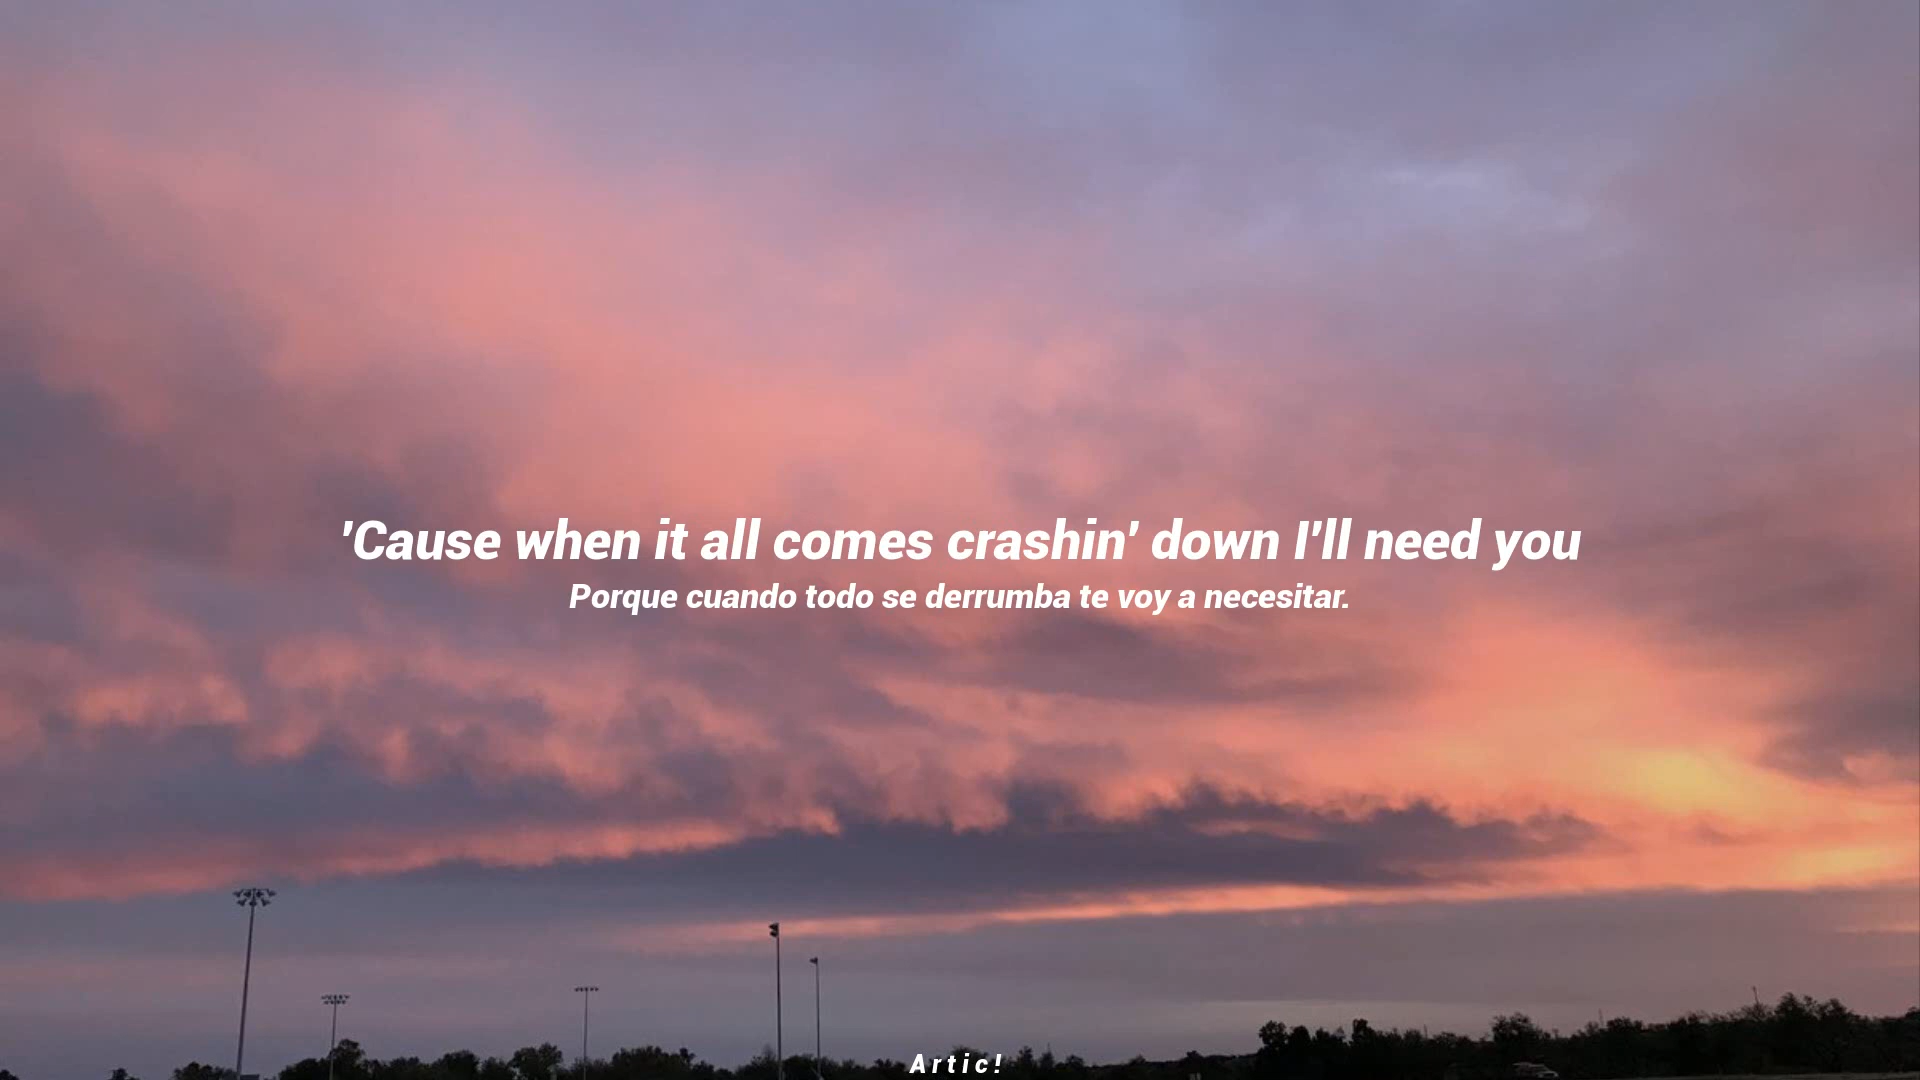 'Cause when it all comes crashin' down I'll need you
Porque cuando todo se derrumba te voy a necesitar.
Artic!